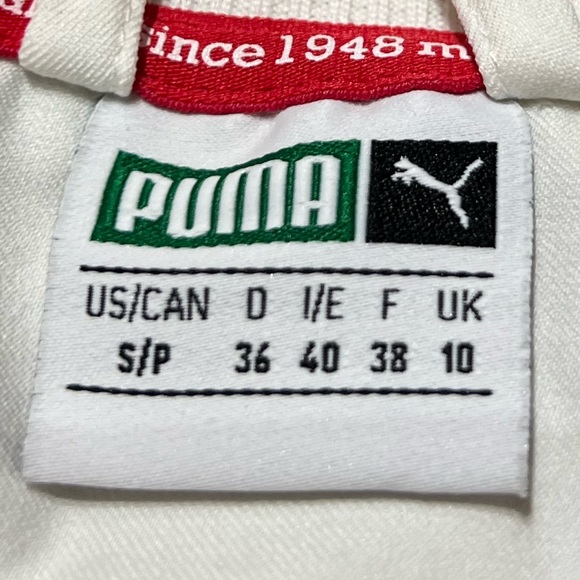 since 1948 m
PUMA
US/CAN D I/E F UK
S/P 36 40 38 10